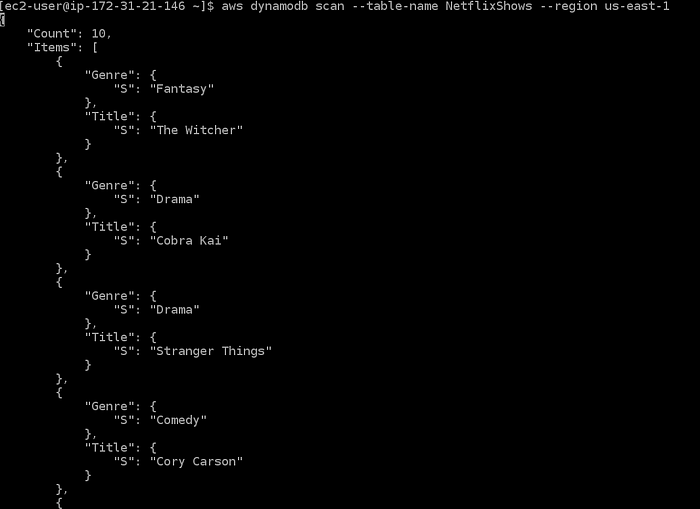 [ec2-user@ip-172-31-21-146 ~]$ aws dynamodb scan --table-name NetflixShows --region us-east-1
{
    "Count": 10,
    "Items": [
        {
            "Genre": {
                "S": "Fantasy"
            },
            "Title": {
                "S": "The Witcher"
            }
        },
        {
            "Genre": {
                "S": "Drama"
            },
            "Title": {
                "S": "Cobra Kai"
            }
        },
        {
            "Genre": {
                "S": "Drama"
            },
            "Title": {
                "S": "Stranger Things"
            }
        },
        {
            "Genre": {
                "S": "Comedy"
            },
            "Title": {
                "S": "Cory Carson"
            }
        },
        {